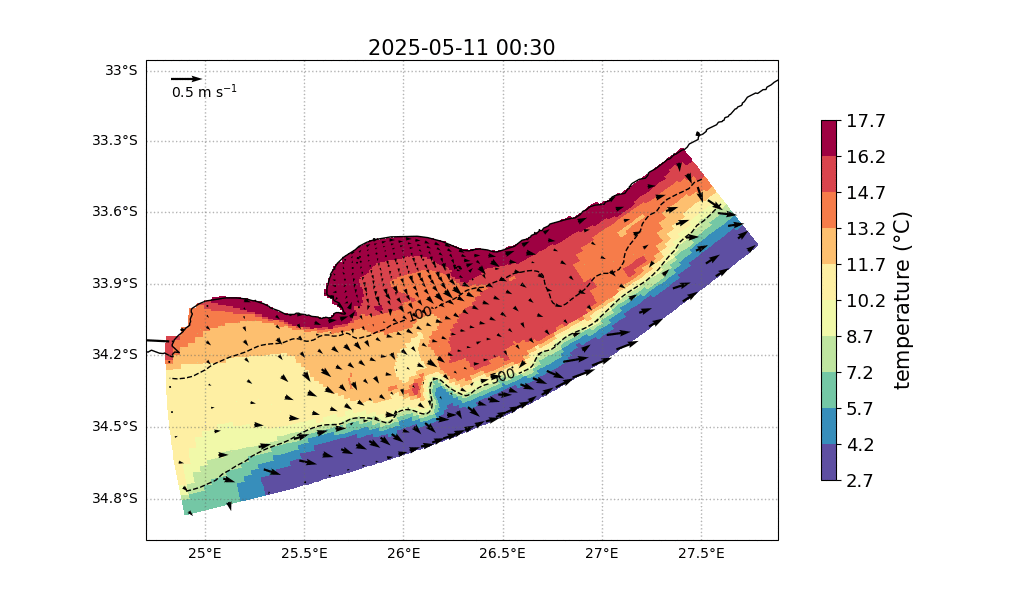 2025-05-11 00:30
33°S
33.3°S
33.6°S
33.9°S
34.2°S
34.5°S
34.8°S
0.5 m s⁻¹
100
500
25°E
25.5°E
26°E
26.5°E
27°E
27.5°E
17.7
16.2
14.7
13.2
11.7
10.2
8.7
7.2
5.7
4.2
2.7
temperature (°C)